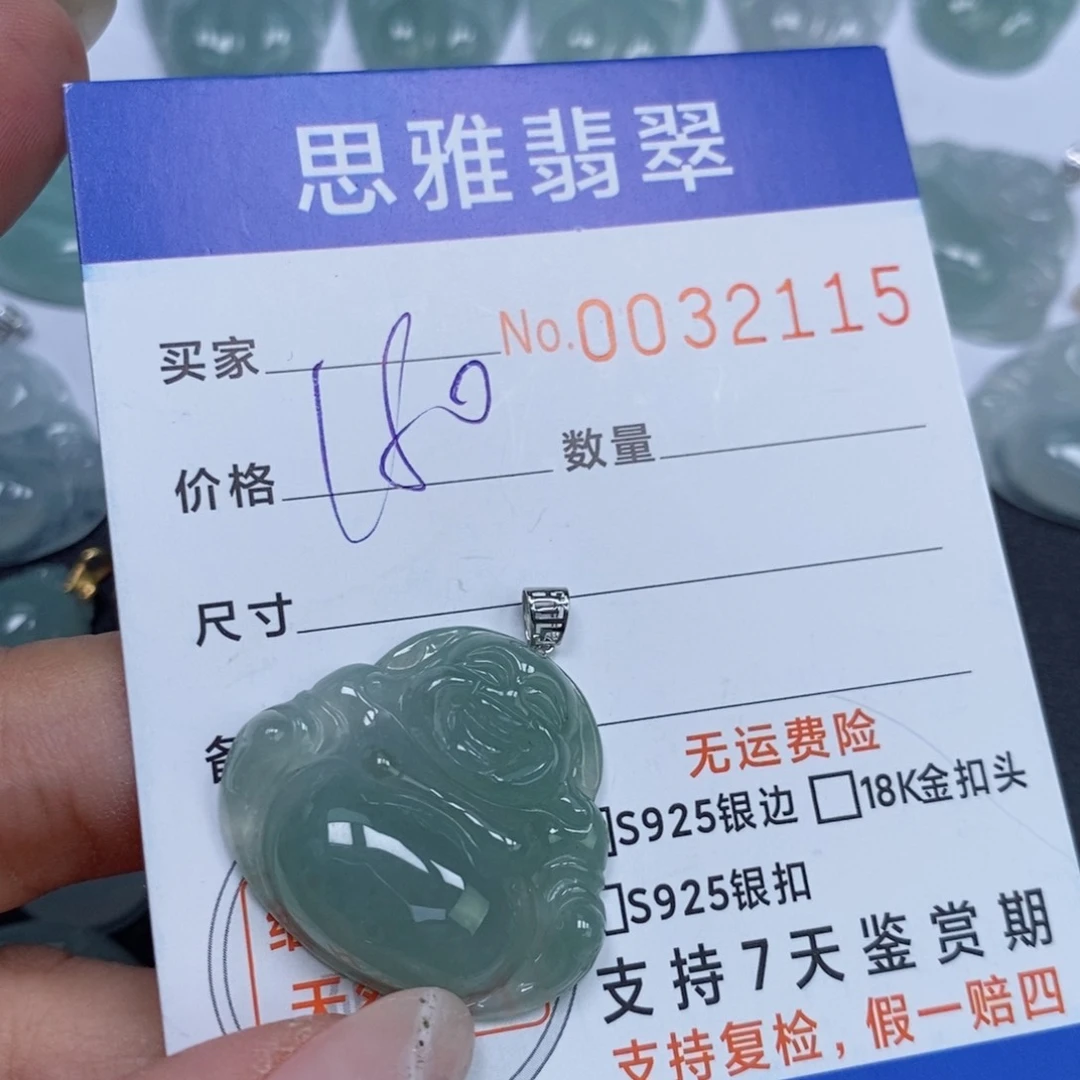 思雅翡翠
买家 No.0032115
价格 180 数量
尺寸
无运费险
S925银边 □18K金扣头
□S925银扣
支持7天鉴赏期
支持复检，假一赔四